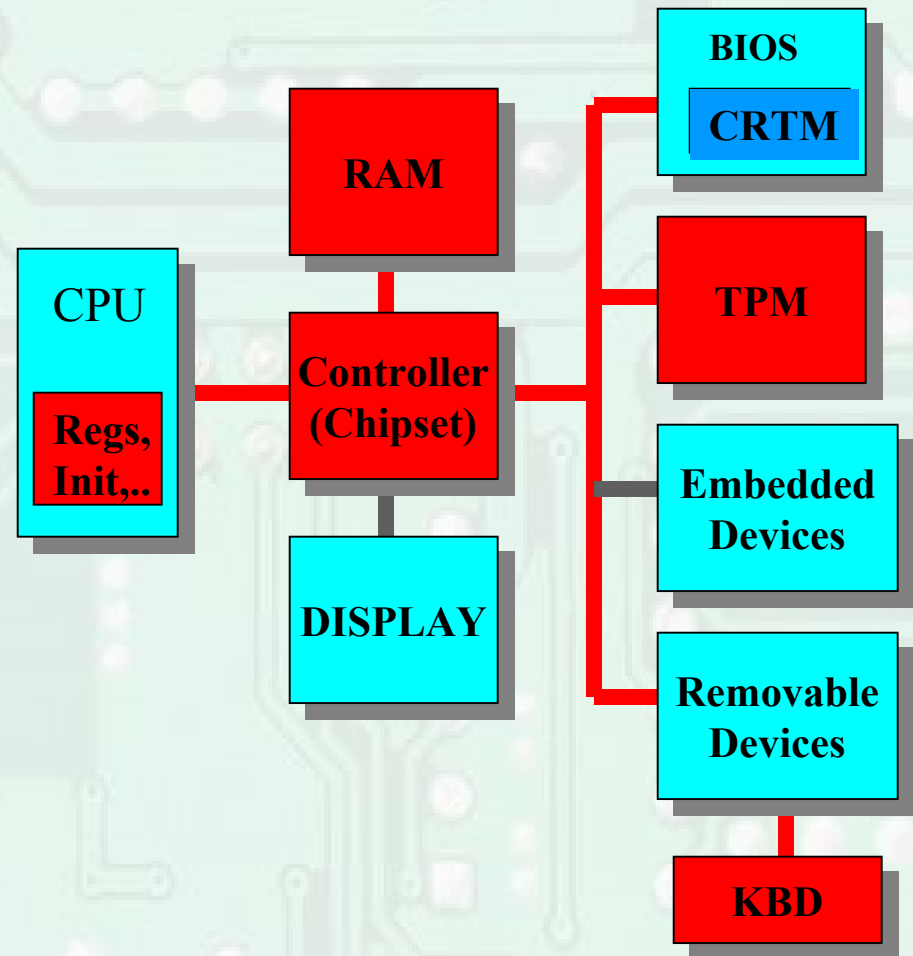 BIOS
CRTM
RAM
TPM
CPU
Regs,
Init,..
Controller
(Chipset)
Embedded
Devices
DISPLAY
Removable
Devices
KBD